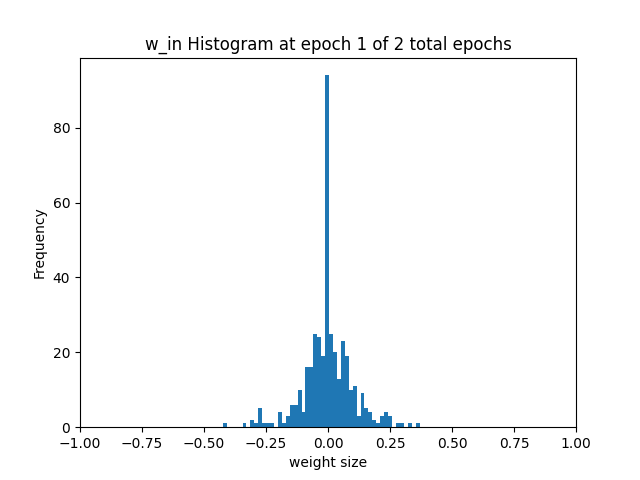 w_in Histogram at epoch 1 of 2 total epochs
Frequency
80
60
40
20
0
−1.00 −0.75 −0.50 −0.25 0.00 0.25 0.50 0.75 1.00
weight size